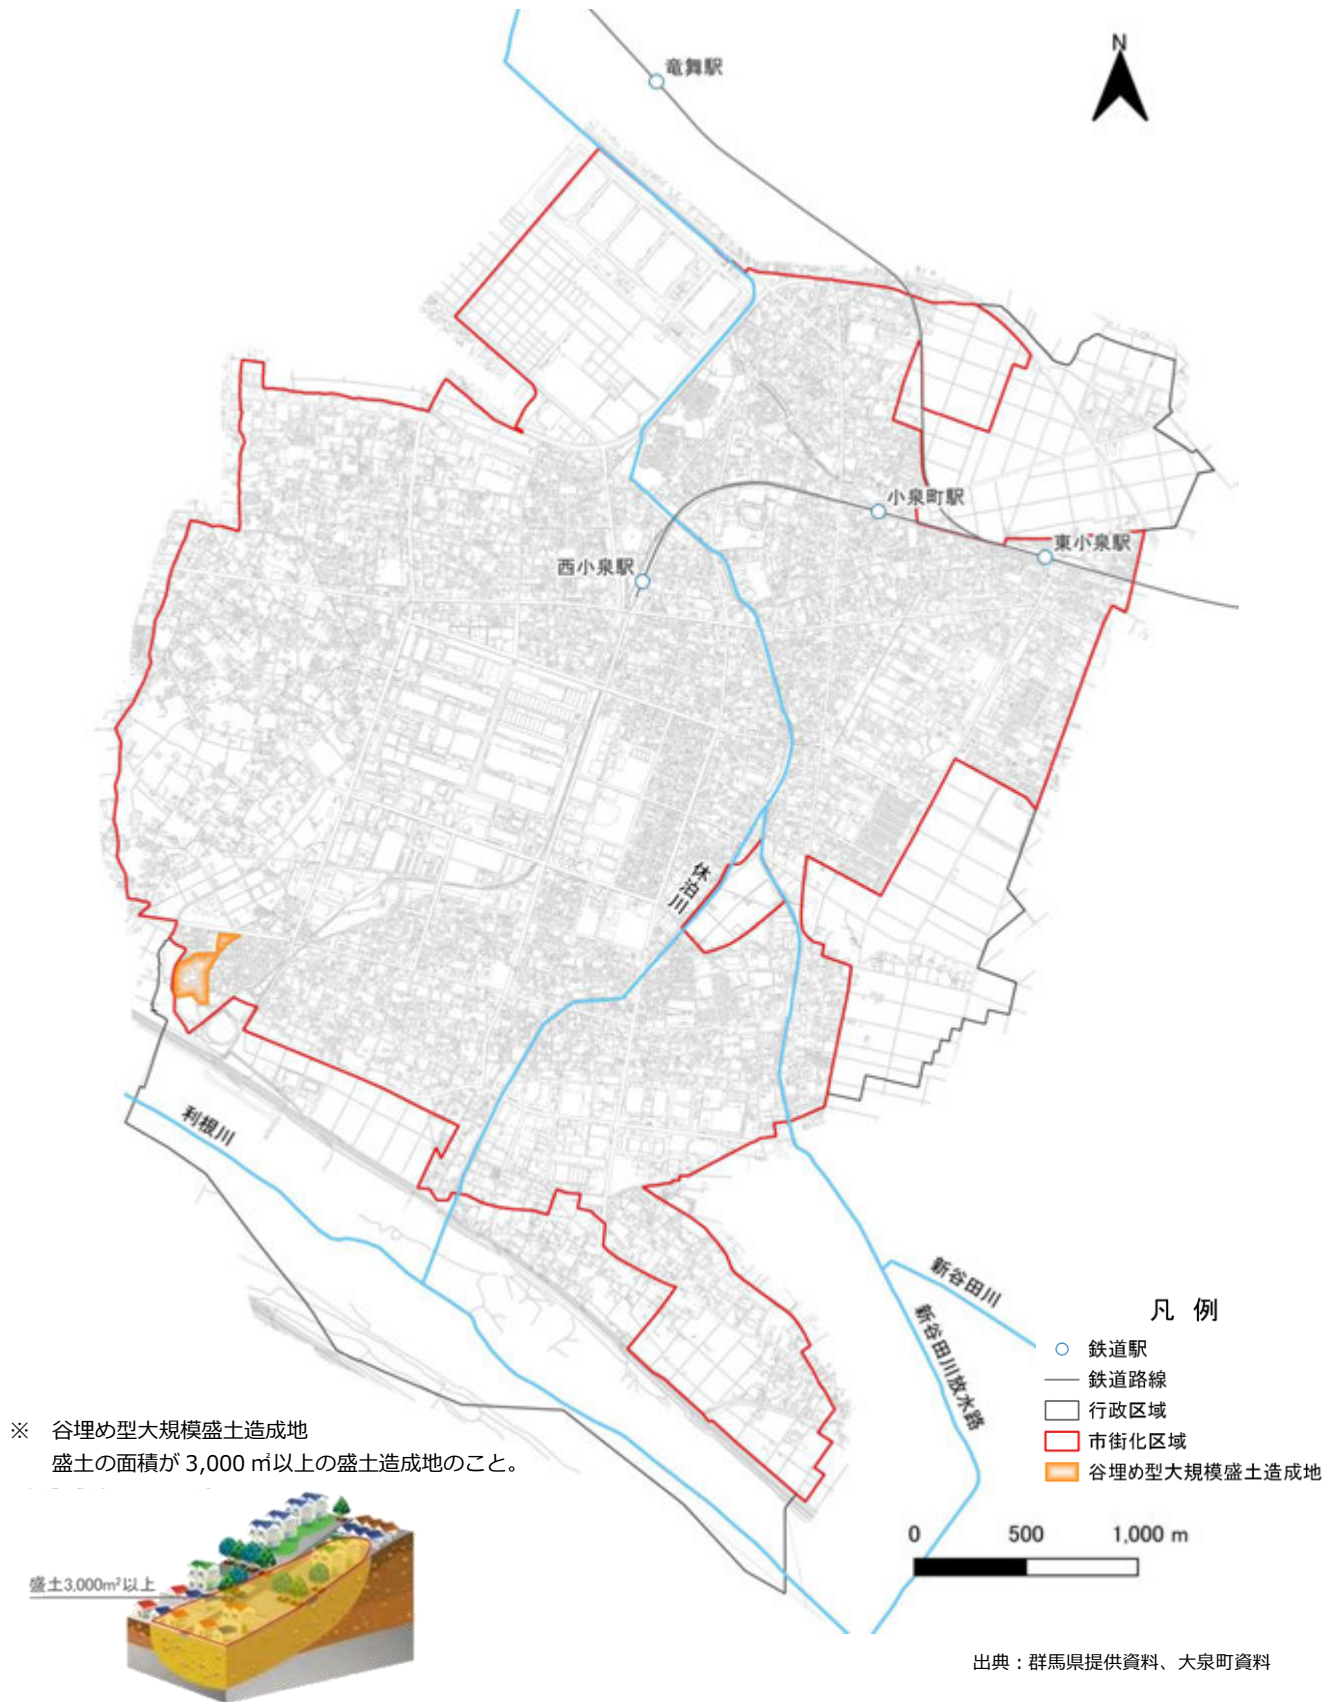 N
竜舞駅
小泉町駅
東小泉駅
西小泉駅
休泊川
利根川
新谷田川
新谷田川放水路
凡 例
鉄道駅
鉄道路線
行政区域
市街化区域
谷埋め型大規模盛土造成地
※ 谷埋め型大規模盛土造成地
盛土の面積が 3,000 ㎡以上の盛土造成地のこと。
盛土3,000m²以上
0 500 1,000 m
出典：群馬県提供資料、大泉町資料